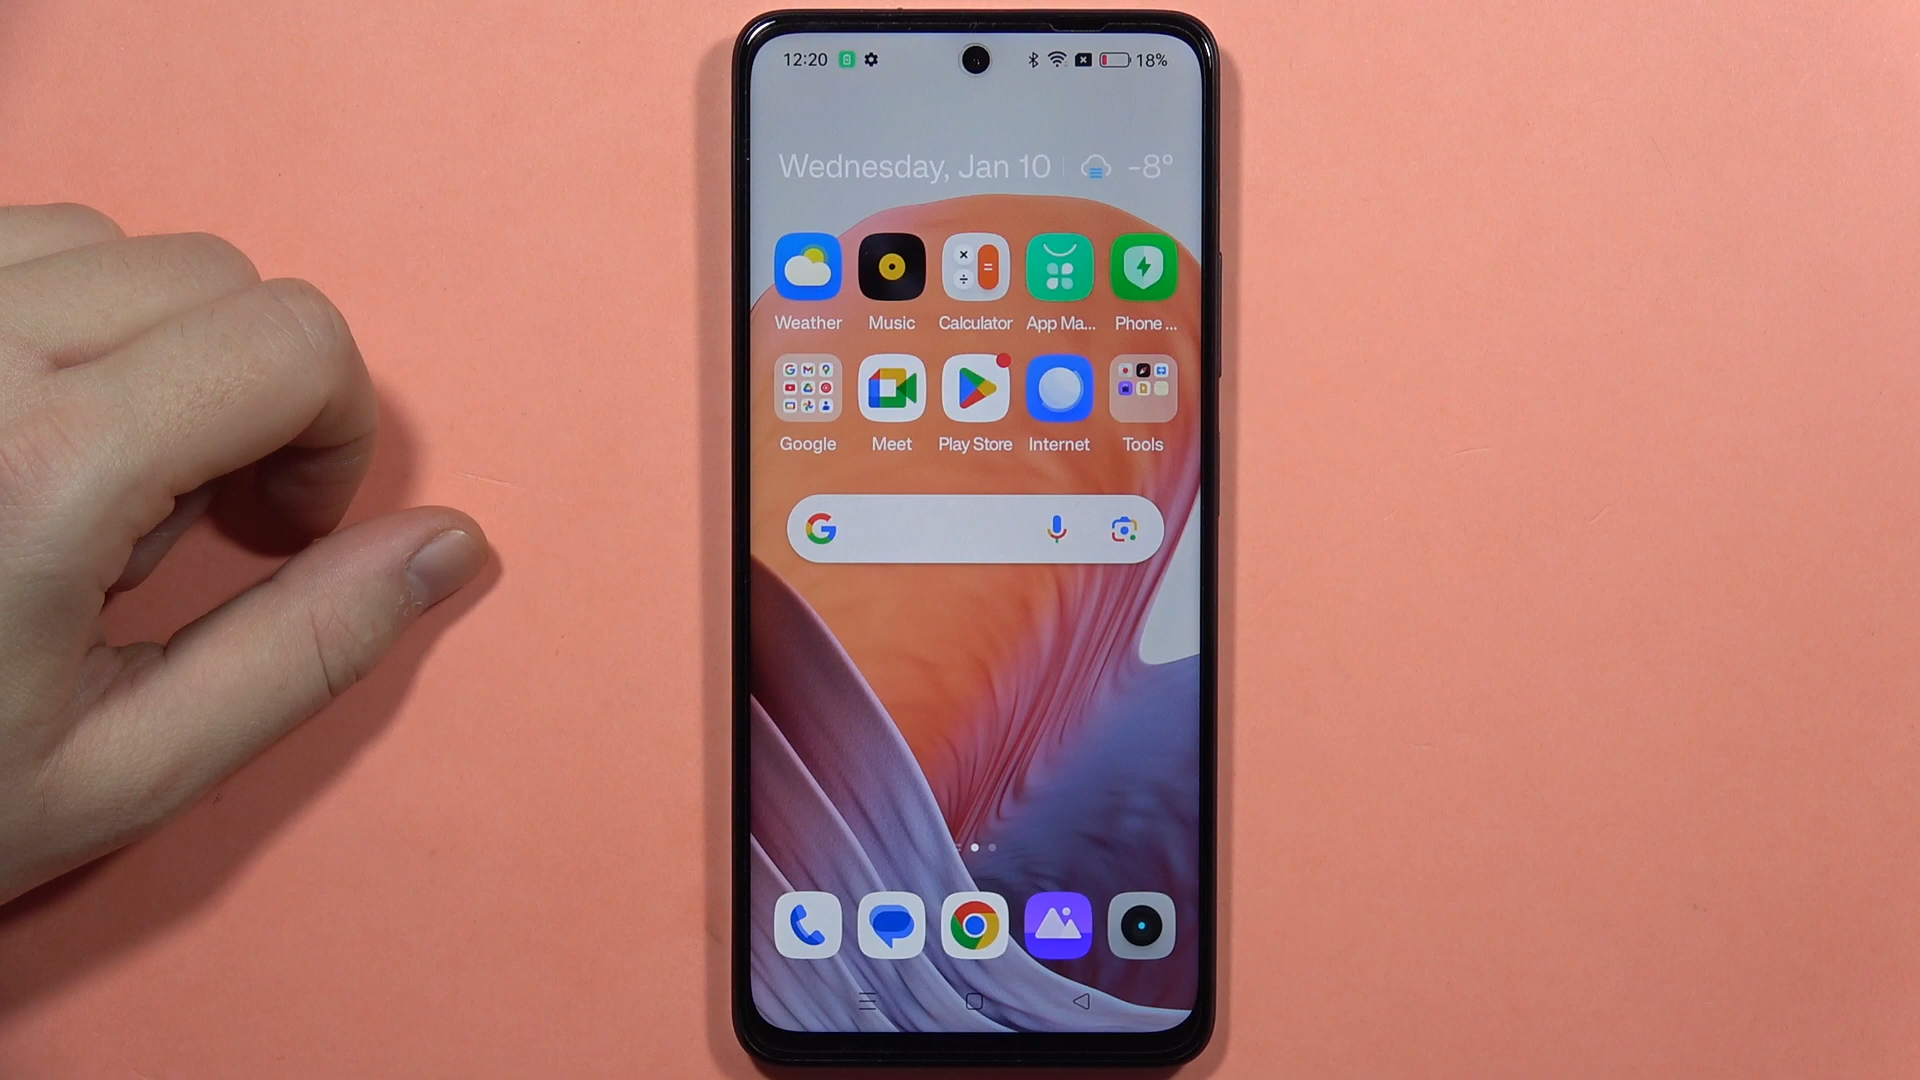 12:20 18%
Wednesday, Jan 10 -8°
Weather Music Calculator App Ma... Phone ...
Google Meet Play Store Internet Tools